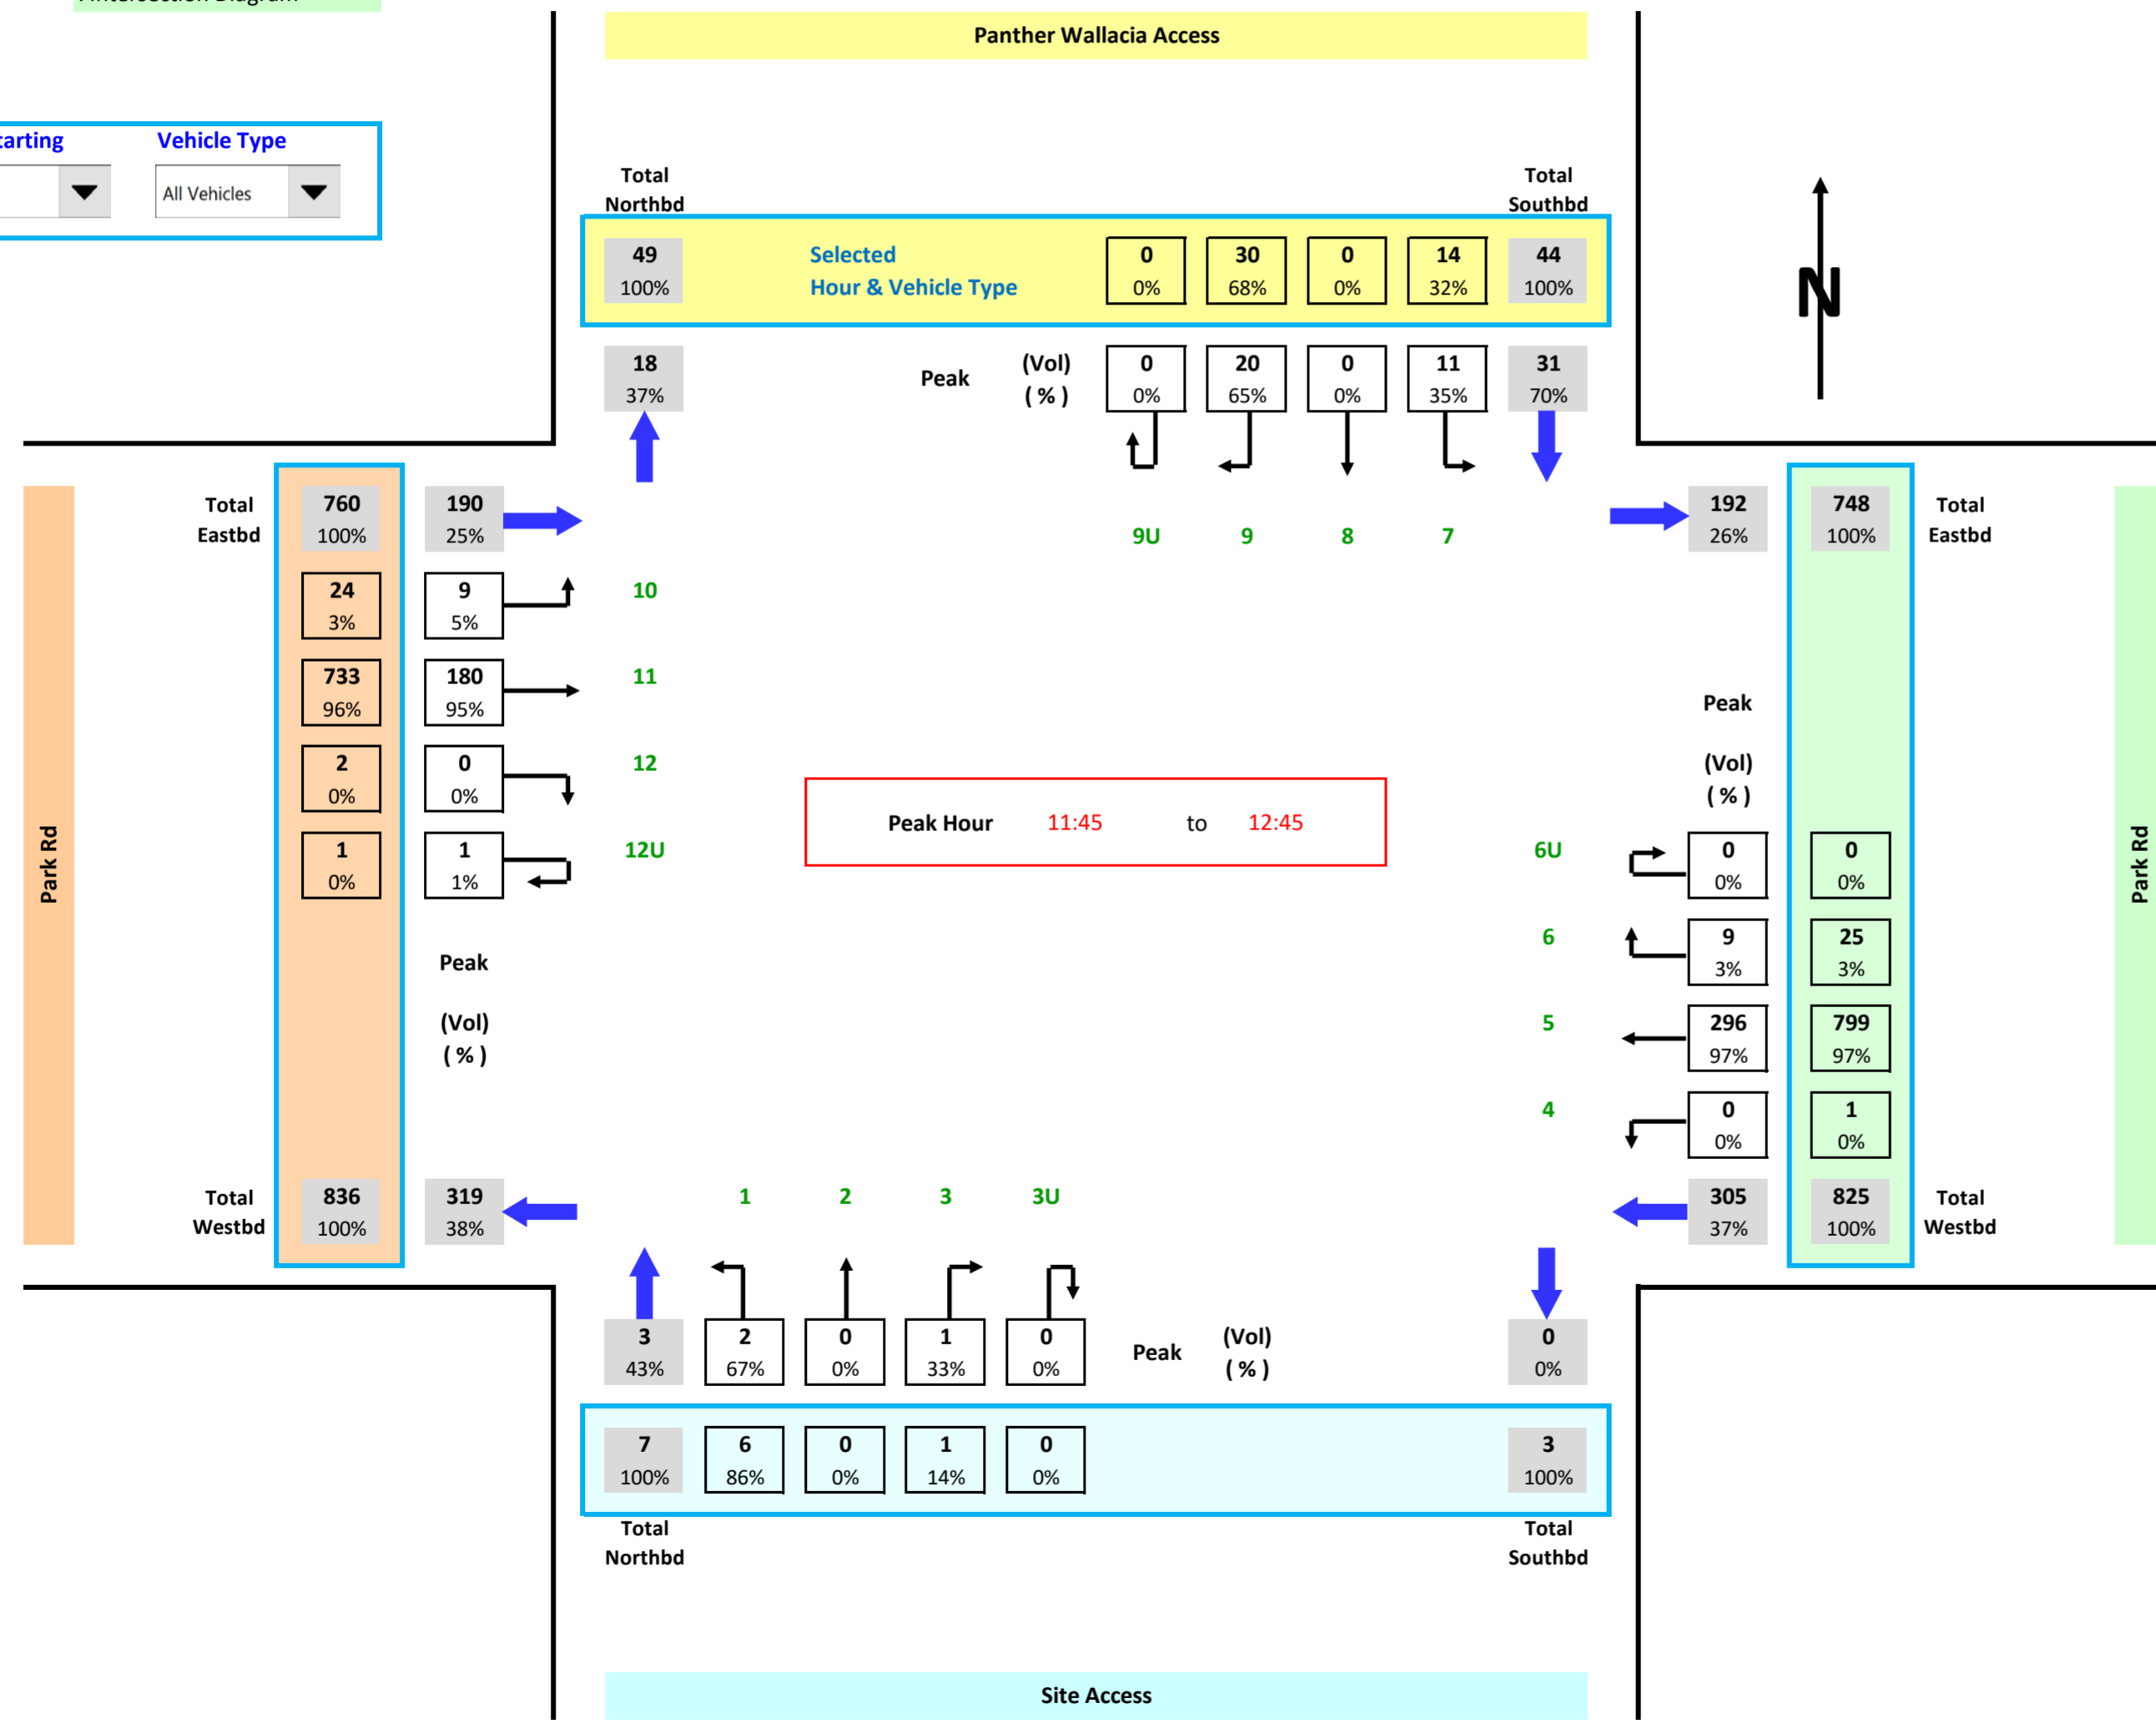 Intersection Diagram
Panther Wallacia Access
Vehicle Type
All Vehicles
Total Northbd
Total Southbd
49 Selected 0 30 0 14 44
100% Hour & Vehicle Type 0% 68% 0% 32% 100%
18 Peak (Vol) 0 20 0 11 31
37% ( % ) 0% 65% 0% 35% 70%
N
Total 760 190 192 748 Total
Eastbd 100% 25% 26% 100% Eastbd
9U 9 8 7
24 9 10
3% 5%
733 180 11
96% 95%
Peak
2 0 12 (Vol)
0% 0% ( % )
Park Rd
Peak Hour 11:45 to 12:45
Park Rd
1 1 12U 6U 0 0
0% 1% 0% 0%
Peak 6 9 25
3% 3%
(Vol) 5 296 799
( % ) 97% 97%
4 0 1
0% 0%
Total 836 319 1 2 3 3U 305 825 Total
Westbd 100% 38% 37% 100% Westbd
3 2 0 1 0 Peak (Vol) 0
43% 67% 0% 33% 0% ( % ) 0%
7 6 0 1 0 3
100% 86% 0% 14% 0% 100%
Total Total
Northbd Southbd
Site Access